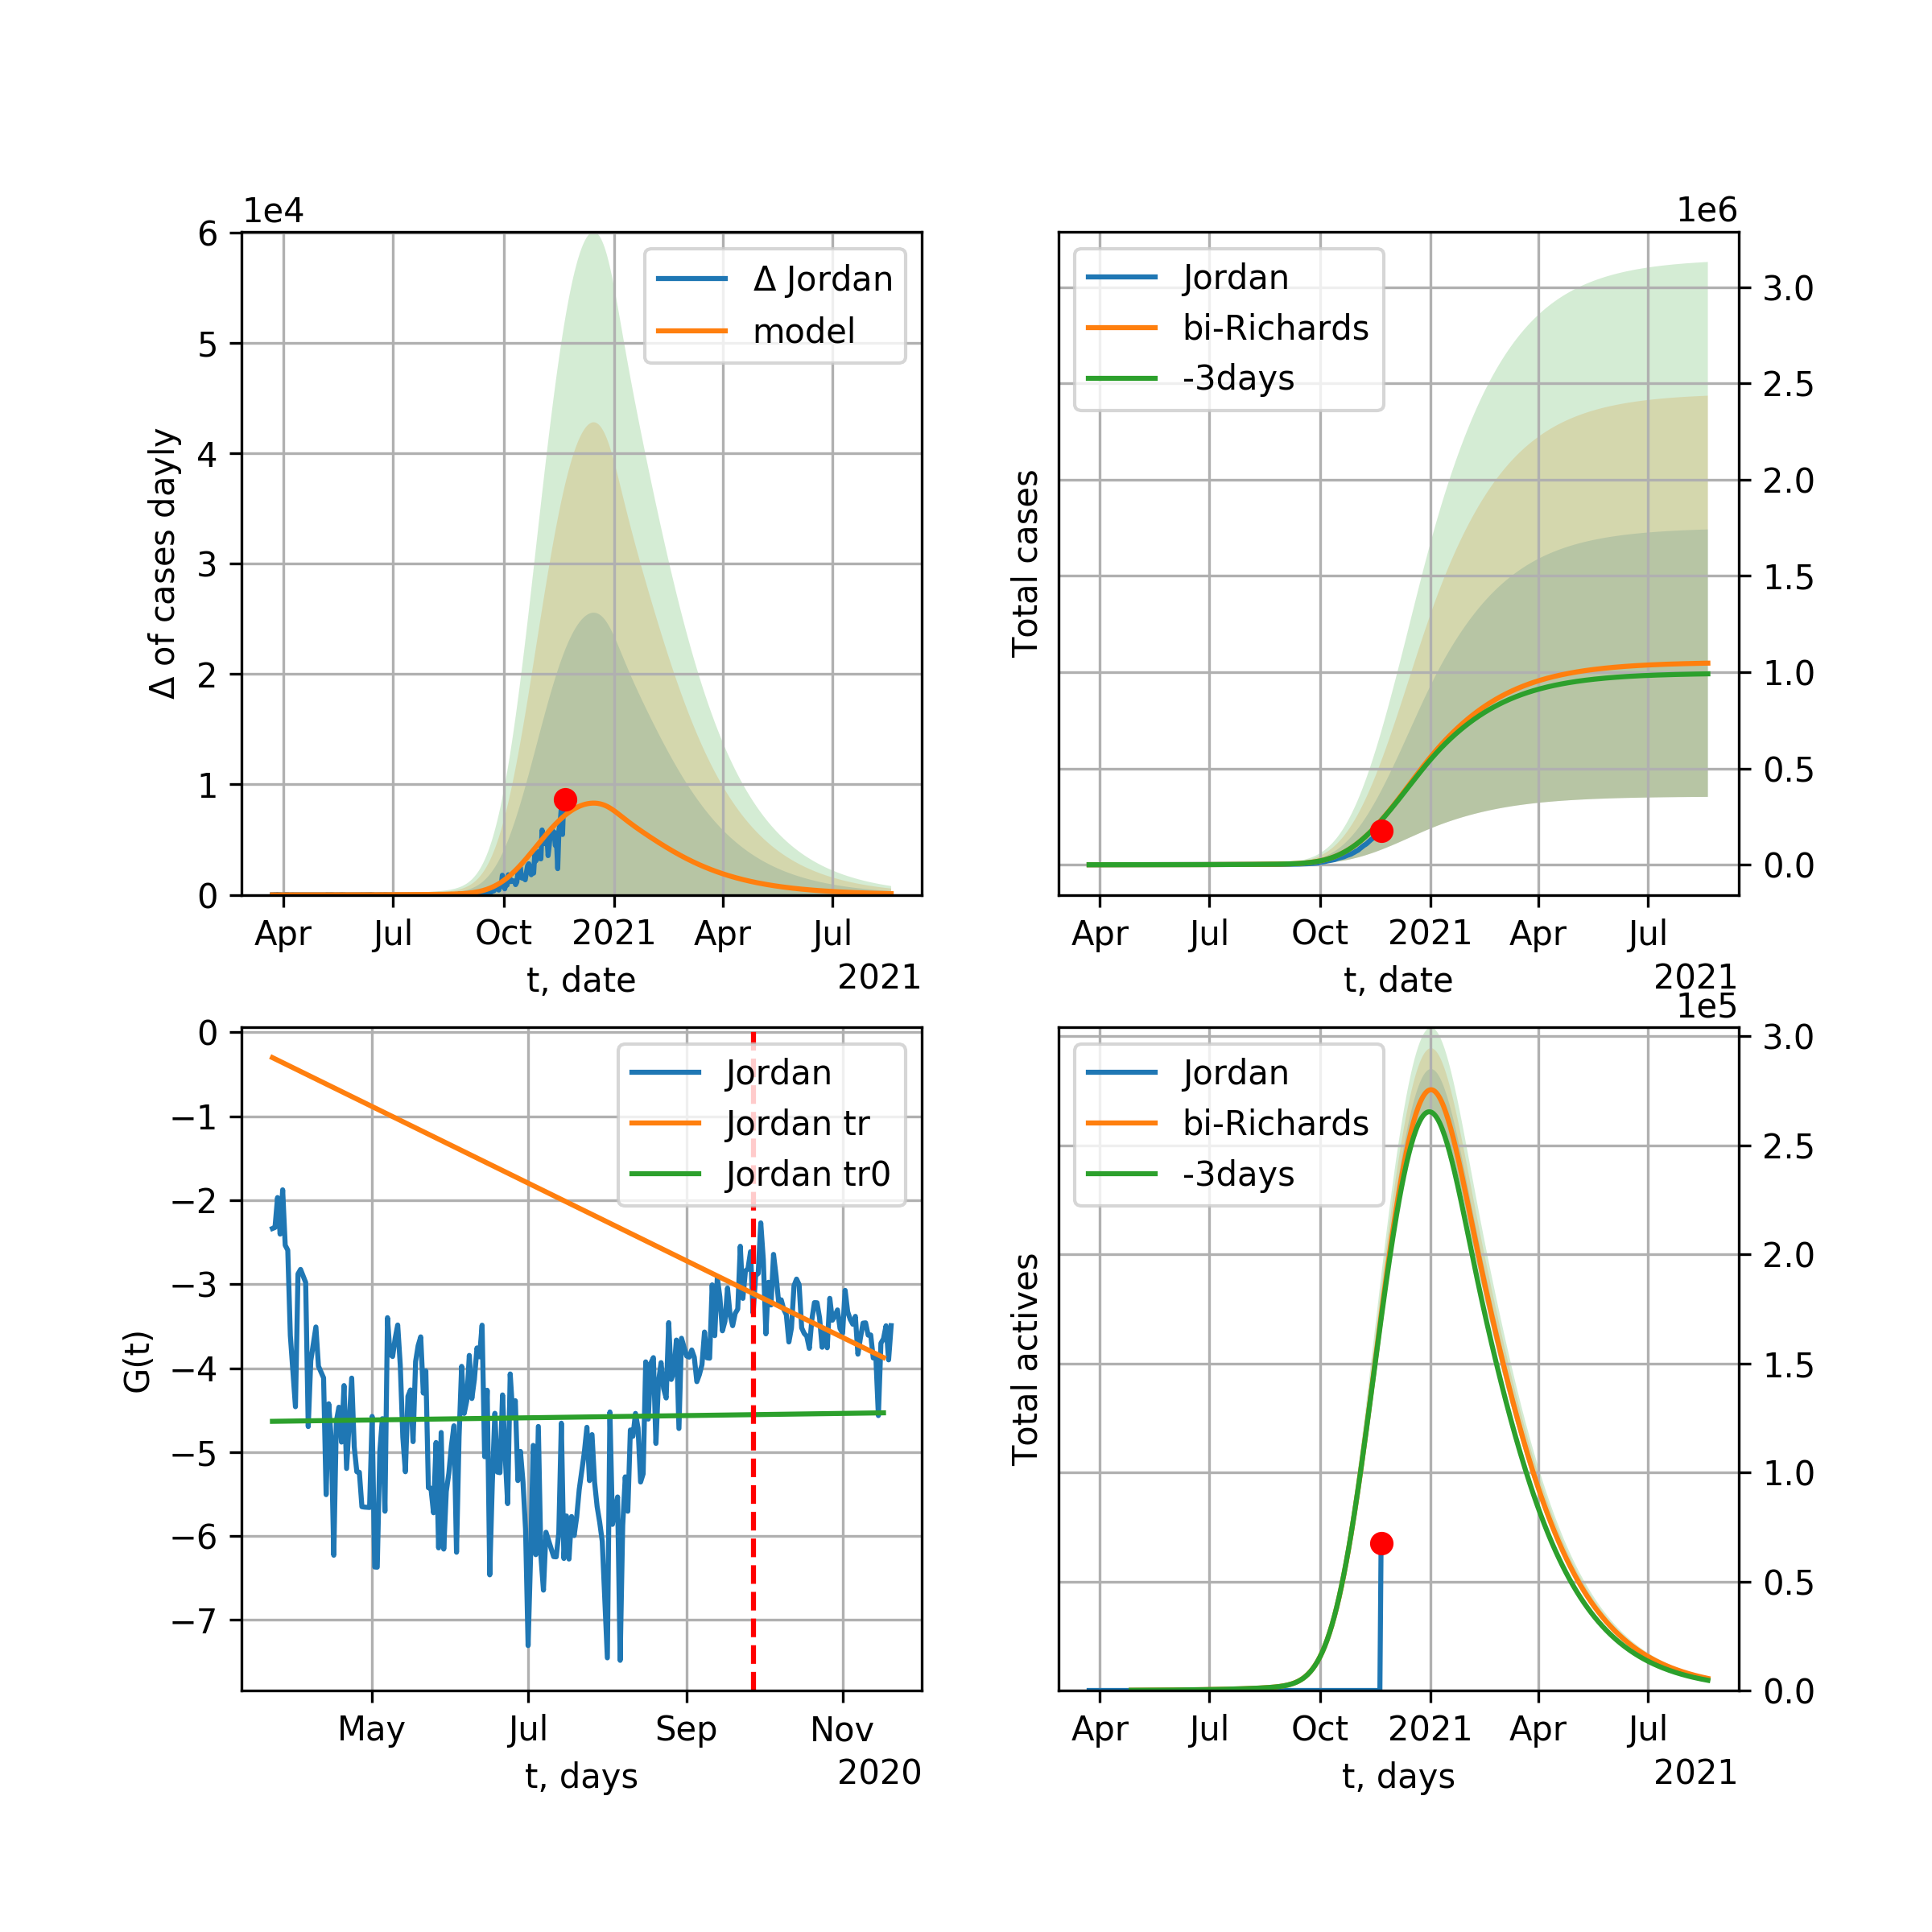 1e4
6
5
4
3
2
1
0
Δ of cases dayly
Δ Jordan
model
Apr Jul Oct 2021 Apr Jul
t, date
2021
1e6
3.0
2.5
2.0
1.5
1.0
0.5
0.0
Total cases
Jordan
bi-Richards
-3days
Apr Jul Oct 2021 Apr Jul
t, date
2021
0
−1
−2
−3
−4
−5
−6
−7
G(t)
Jordan
Jordan tr
Jordan tr0
May Jul Sep Nov
t, days
2020
1e5
3.0
2.5
2.0
1.5
1.0
0.5
0.0
Total actives
Jordan
bi-Richards
-3days
Apr Jul Oct 2021 Apr Jul
t, days
2021